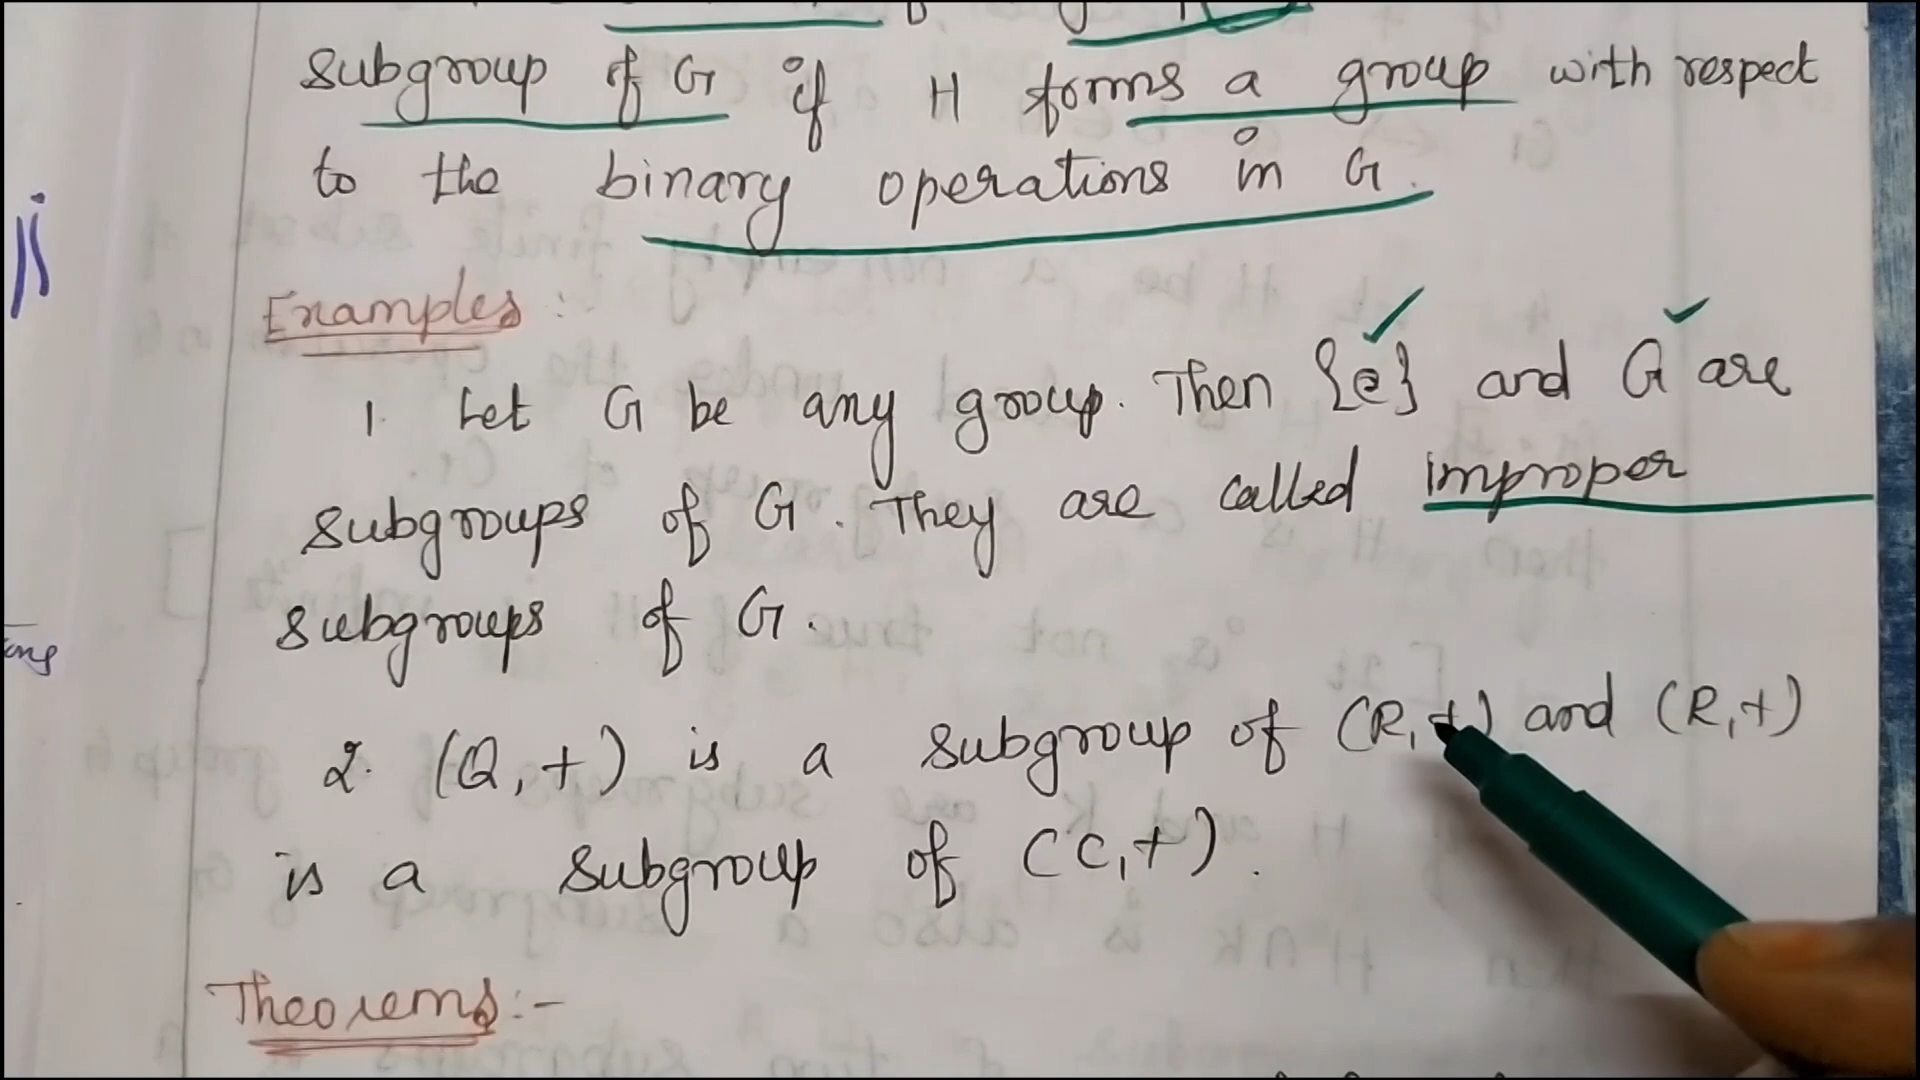 subgroup of G if H forms a group with respect
to the binary operations in G.
Examples:
1. Let G be any group. Then {e} and G are
subgroups of G. They are called improper
subgroups of G.
2. (Q,+) is a subgroup of (R,+) and (R,+)
is a subgroup of (C,+).
Theorems:-